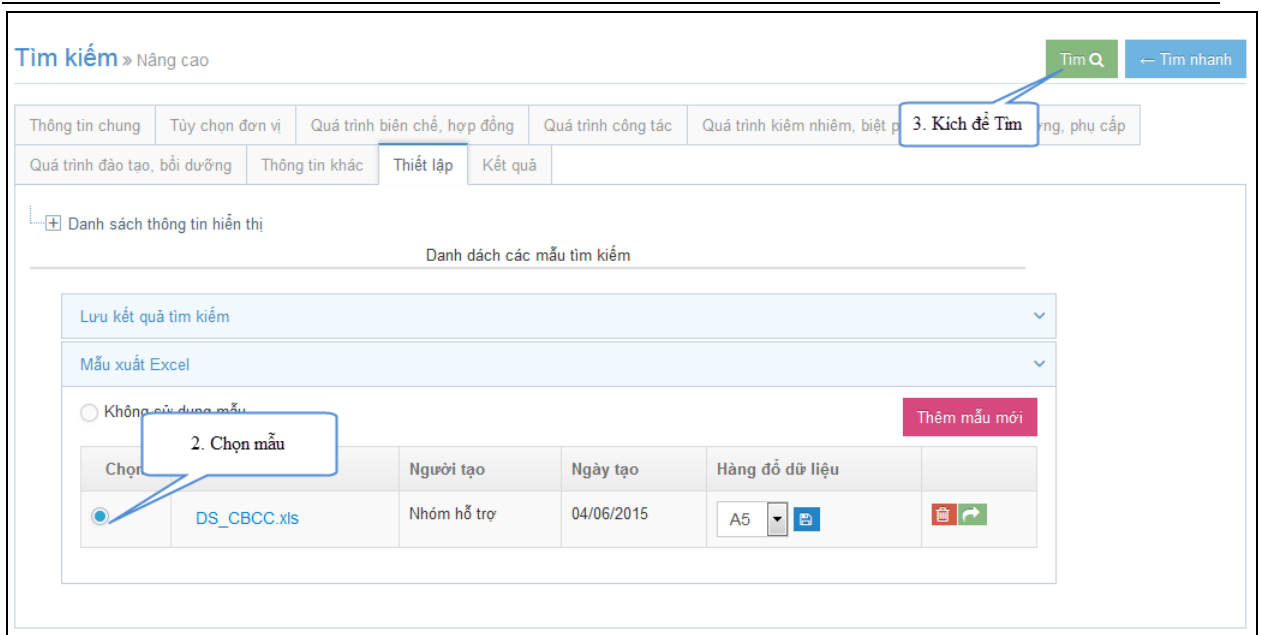 Tìm kiếm » Nâng cao
Tìm
← Tìm nhanh
Thông tin chung
Tùy chọn đơn vị
Quá trình biên chế, hợp đồng
Quá trình công tác
Quá trình kiêm nhiêm, biệt
3. Kích để Tìm
phụ cấp
Quá trình đào tạo, bồi dưỡng
Thông tin khác
Thiết lập
Kết quả
Danh sách thông tin hiển thị
Danh dách các mẫu tìm kiếm
Lưu kết quả tìm kiếm
Mẫu xuất Excel
Không sử dụng mẫu
Thêm mẫu mới
2. Chọn mẫu
Chọn
Người tạo
Ngày tạo
Hàng đổ dữ liệu
DS_CBCC.xls
Nhóm hỗ trợ
04/06/2015
A5